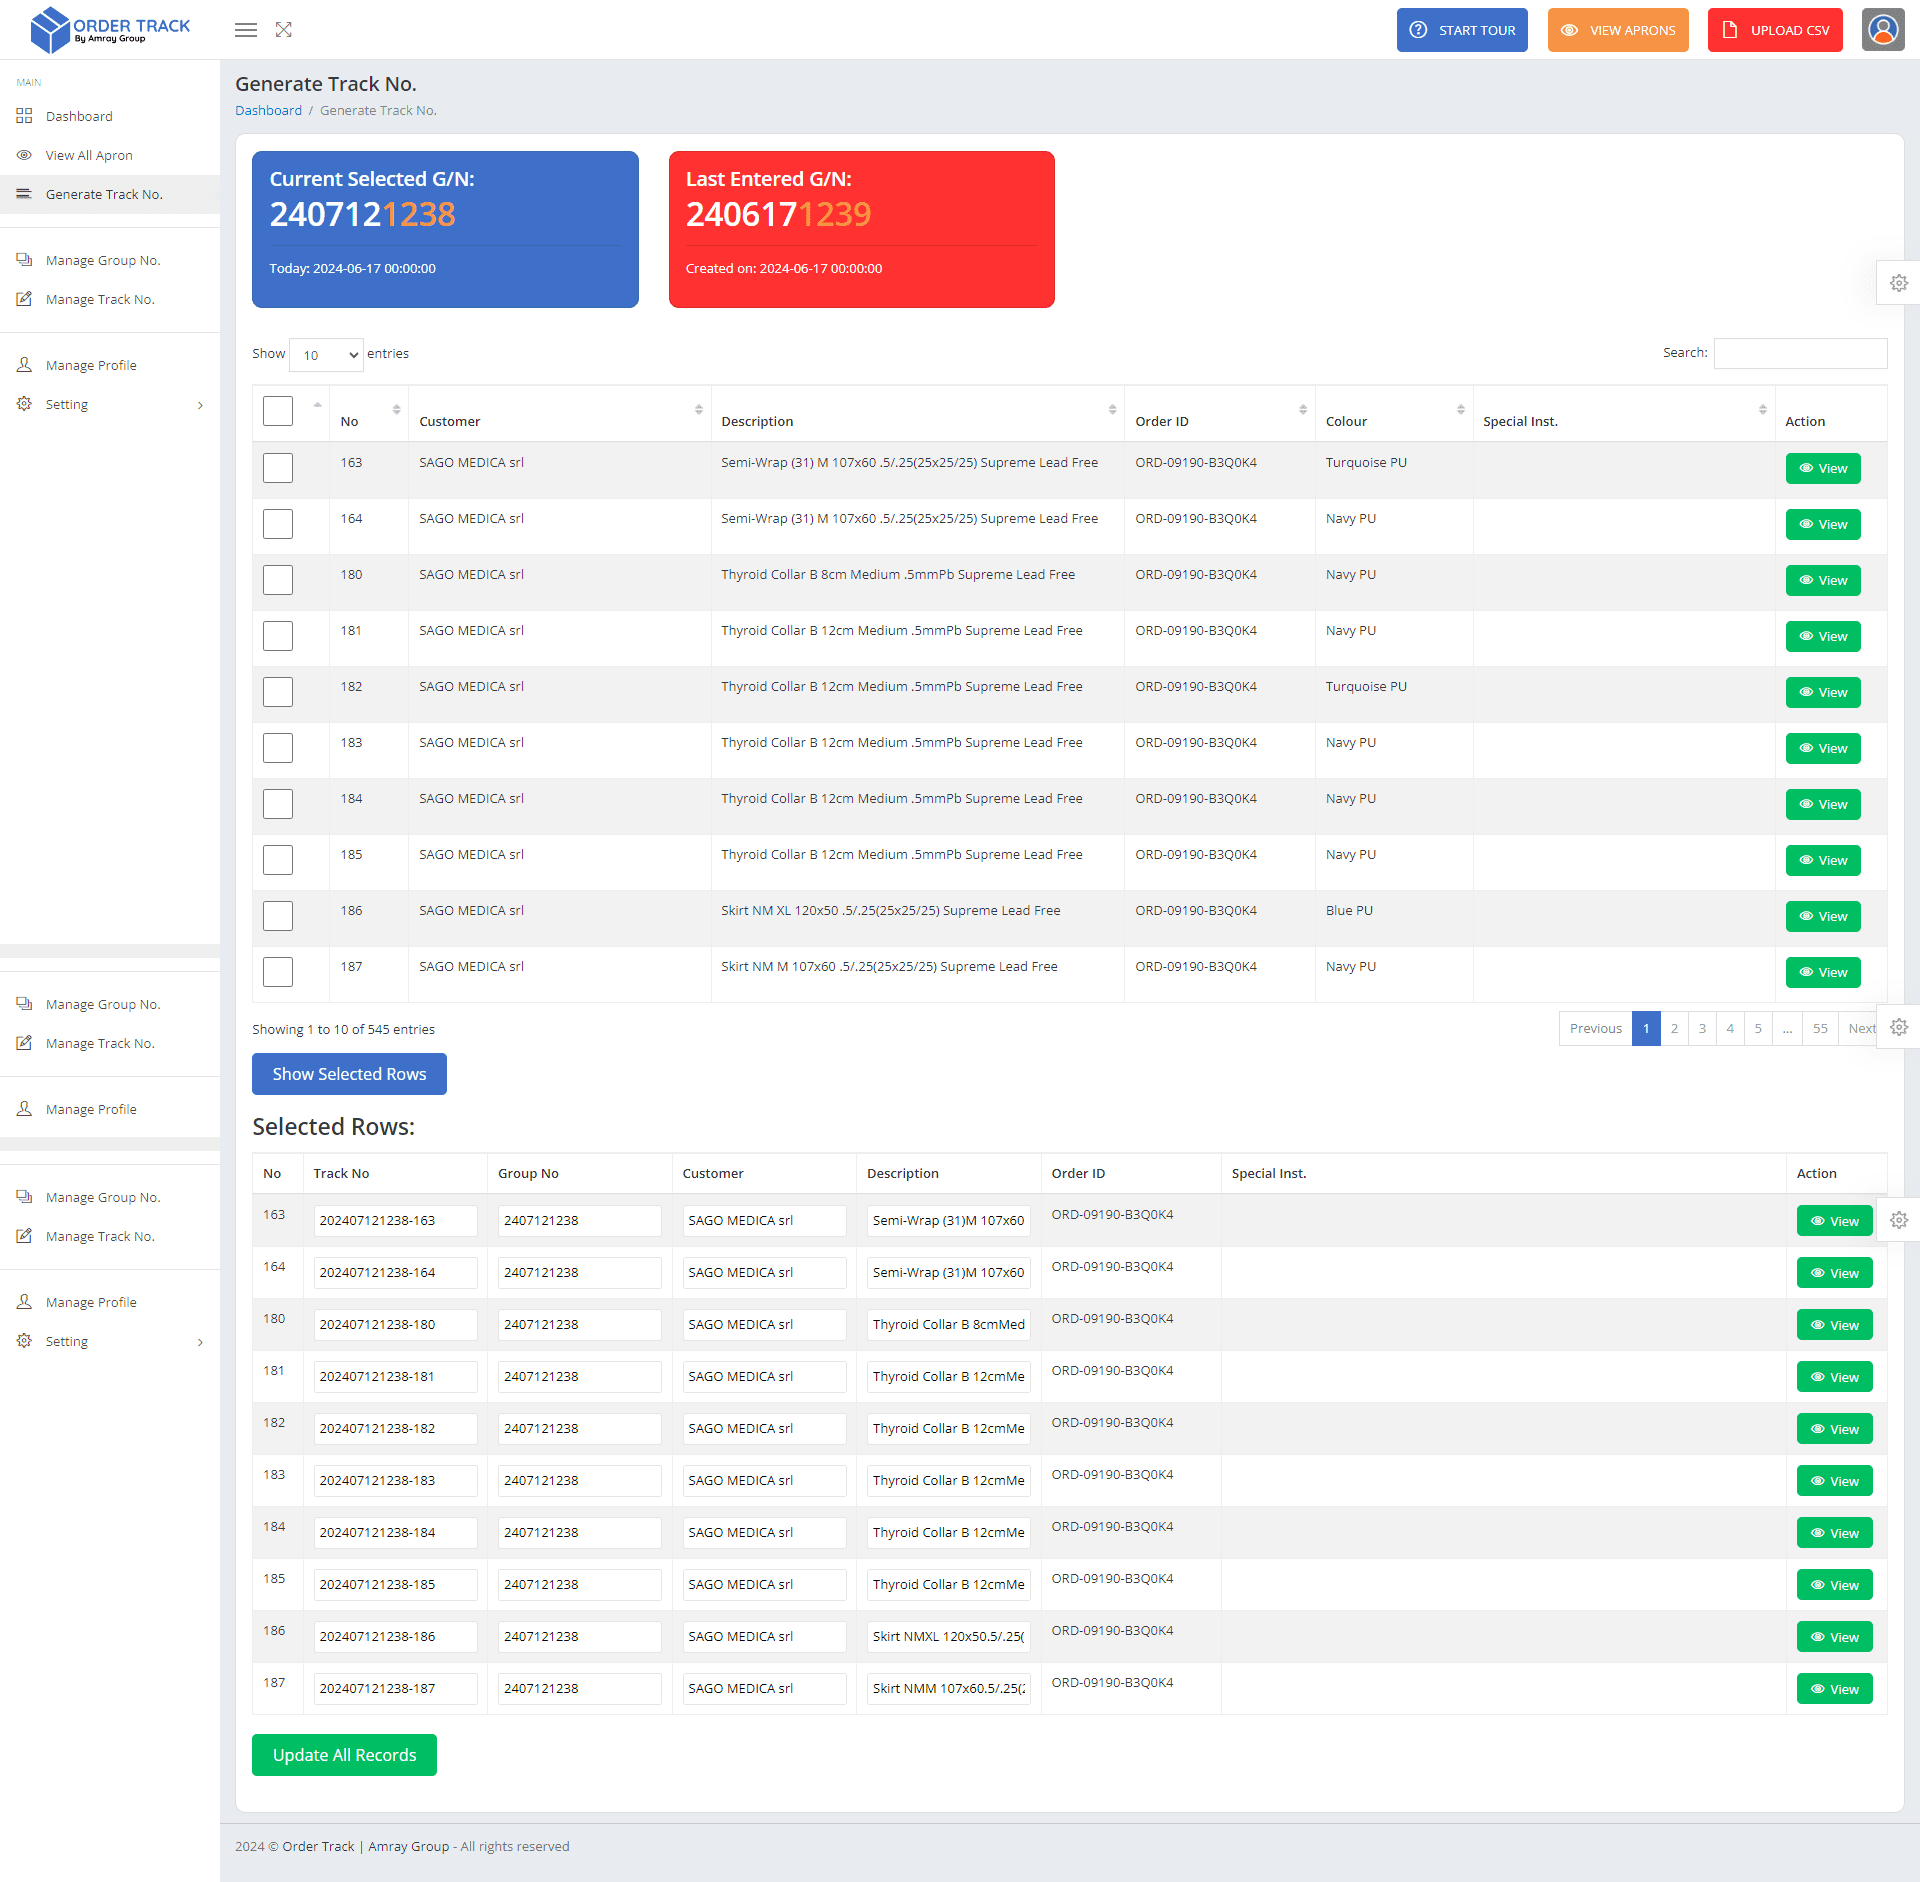 ORDER TRACK
By Amray Group
START TOUR
VIEW APRONS
UPLOAD CSV
MAIN
Dashboard
View All Apron
Generate Track No.
Manage Group No.
Manage Track No.
Manage Profile
Setting
Manage Group No.
Manage Track No.
Manage Profile
Manage Group No.
Manage Track No.
Manage Profile
Setting
Generate Track No.
Dashboard / Generate Track No.
Current Selected G/N:
2407121238
Today: 2024-06-17 00:00:00
Last Entered G/N:
2406171239
Created on: 2024-06-17 00:00:00
Show 10 entries
Search:
No Customer Description Order ID Colour Special Inst. Action
163 SAGO MEDICA srl Semi-Wrap (31) M 107x60 .5/.25(25x25/25) Supreme Lead Free ORD-09190-B3Q0K4 Turquoise PU View
164 SAGO MEDICA srl Semi-Wrap (31) M 107x60 .5/.25(25x25/25) Supreme Lead Free ORD-09190-B3Q0K4 Navy PU View
180 SAGO MEDICA srl Thyroid Collar B 8cm Medium .5mmPb Supreme Lead Free ORD-09190-B3Q0K4 Navy PU View
181 SAGO MEDICA srl Thyroid Collar B 12cm Medium .5mmPb Supreme Lead Free ORD-09190-B3Q0K4 Navy PU View
182 SAGO MEDICA srl Thyroid Collar B 12cm Medium .5mmPb Supreme Lead Free ORD-09190-B3Q0K4 Turquoise PU View
183 SAGO MEDICA srl Thyroid Collar B 12cm Medium .5mmPb Supreme Lead Free ORD-09190-B3Q0K4 Navy PU View
184 SAGO MEDICA srl Thyroid Collar B 12cm Medium .5mmPb Supreme Lead Free ORD-09190-B3Q0K4 Navy PU View
185 SAGO MEDICA srl Thyroid Collar B 12cm Medium .5mmPb Supreme Lead Free ORD-09190-B3Q0K4 Navy PU View
186 SAGO MEDICA srl Skirt NM XL 120x50 .5/.25(25x25/25) Supreme Lead Free ORD-09190-B3Q0K4 Blue PU View
187 SAGO MEDICA srl Skirt NM M 107x60 .5/.25(25x25/25) Supreme Lead Free ORD-09190-B3Q0K4 Navy PU View
Showing 1 to 10 of 545 entries
Previous 1 2 3 4 5 ... 55 Next
Show Selected Rows
Selected Rows:
No Track No Group No Customer Description Order ID Special Inst. Action
163 202407121238-163 2407121238 SAGO MEDICA srl Semi-Wrap (31)M 107x60 ORD-09190-B3Q0K4 View
164 202407121238-164 2407121238 SAGO MEDICA srl Semi-Wrap (31)M 107x60 ORD-09190-B3Q0K4 View
180 202407121238-180 2407121238 SAGO MEDICA srl Thyroid Collar B 8cmMed ORD-09190-B3Q0K4 View
181 202407121238-181 2407121238 SAGO MEDICA srl Thyroid Collar B 12cmMe ORD-09190-B3Q0K4 View
182 202407121238-182 2407121238 SAGO MEDICA srl Thyroid Collar B 12cmMe ORD-09190-B3Q0K4 View
183 202407121238-183 2407121238 SAGO MEDICA srl Thyroid Collar B 12cmMe ORD-09190-B3Q0K4 View
184 202407121238-184 2407121238 SAGO MEDICA srl Thyroid Collar B 12cmMe ORD-09190-B3Q0K4 View
185 202407121238-185 2407121238 SAGO MEDICA srl Thyroid Collar B 12cmMe ORD-09190-B3Q0K4 View
186 202407121238-186 2407121238 SAGO MEDICA srl Skirt NMXL 120x50.5/.25( ORD-09190-B3Q0K4 View
187 202407121238-187 2407121238 SAGO MEDICA srl Skirt NMM 107x60.5/.25(2 ORD-09190-B3Q0K4 View
Update All Records
2024 © Order Track | Amray Group - All rights reserved